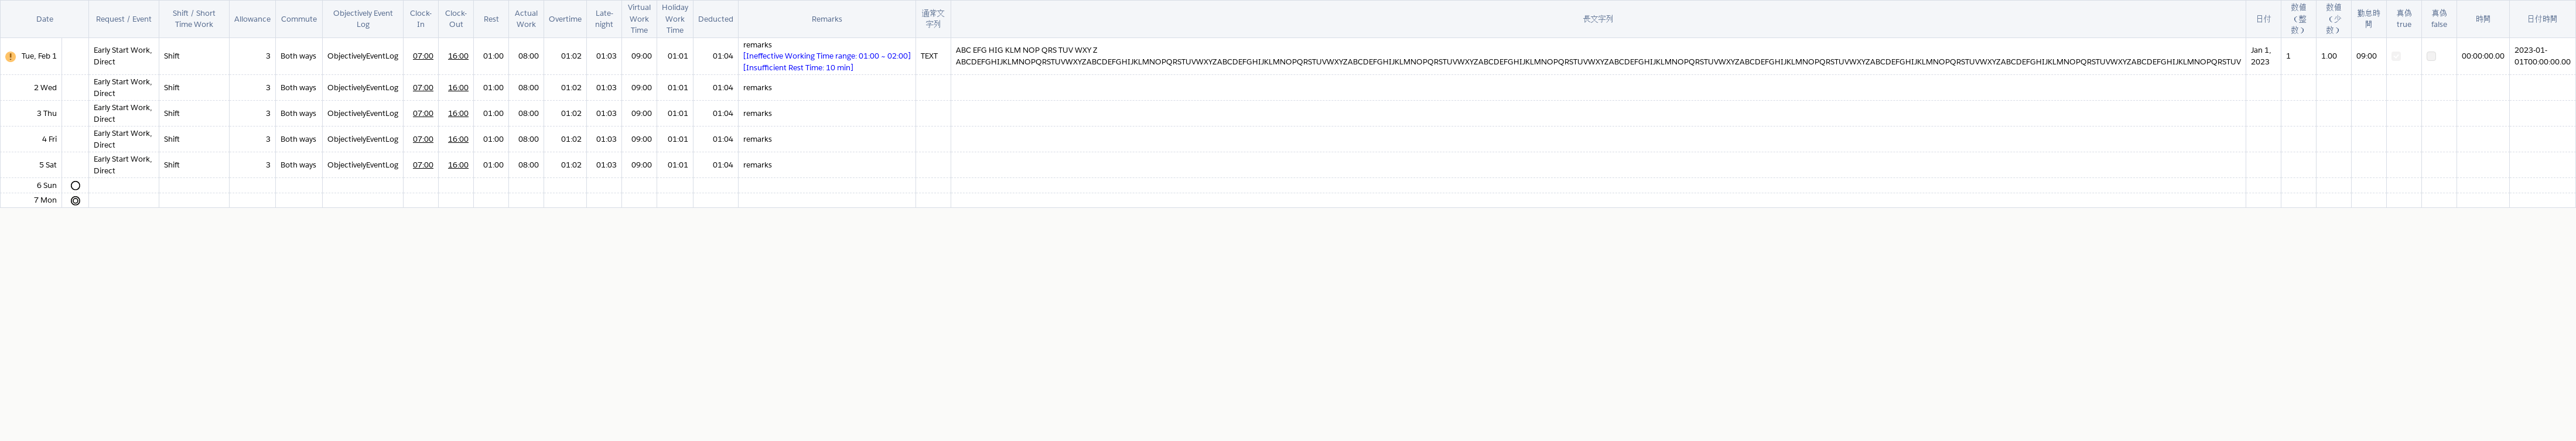 Date Request / Event Shift / Short Time Work Allowance Commute Objectively Event Log Clock-In Clock-Out Rest Actual Work Overtime Late-night Virtual Work Time Holiday Work Time Deducted Remarks 通常文字列 長文字列 日付 数値（整数） 数値（少数） 勤怠時間 真偽true 真偽false 時間 日付時間
Tue, Feb 1 Early Start Work, Direct Shift 3 Both ways ObjectivelyEventLog 07:00 16:00 01:00 08:00 01:02 01:03 09:00 01:01 01:04 remarks
[Ineffective Working Time range: 01:00 – 02:00]
[Insufficient Rest Time: 10 min]
TEXT
ABC EFG HIG KLM NOP QRS TUV WXY Z
Jan 1, 2023 1 1.00 09:00 00:00:00.00 2023-01-01T00:00:00.00
2 Wed Early Start Work, Direct Shift 3 Both ways ObjectivelyEventLog 07:00 16:00 01:00 08:00 01:02 01:03 09:00 01:01 01:04 remarks
3 Thu Early Start Work, Direct Shift 3 Both ways ObjectivelyEventLog 07:00 16:00 01:00 08:00 01:02 01:03 09:00 01:01 01:04 remarks
4 Fri Early Start Work, Direct Shift 3 Both ways ObjectivelyEventLog 07:00 16:00 01:00 08:00 01:02 01:03 09:00 01:01 01:04 remarks
5 Sat Early Start Work, Direct Shift 3 Both ways ObjectivelyEventLog 07:00 16:00 01:00 08:00 01:02 01:03 09:00 01:01 01:04 remarks
6 Sun
7 Mon